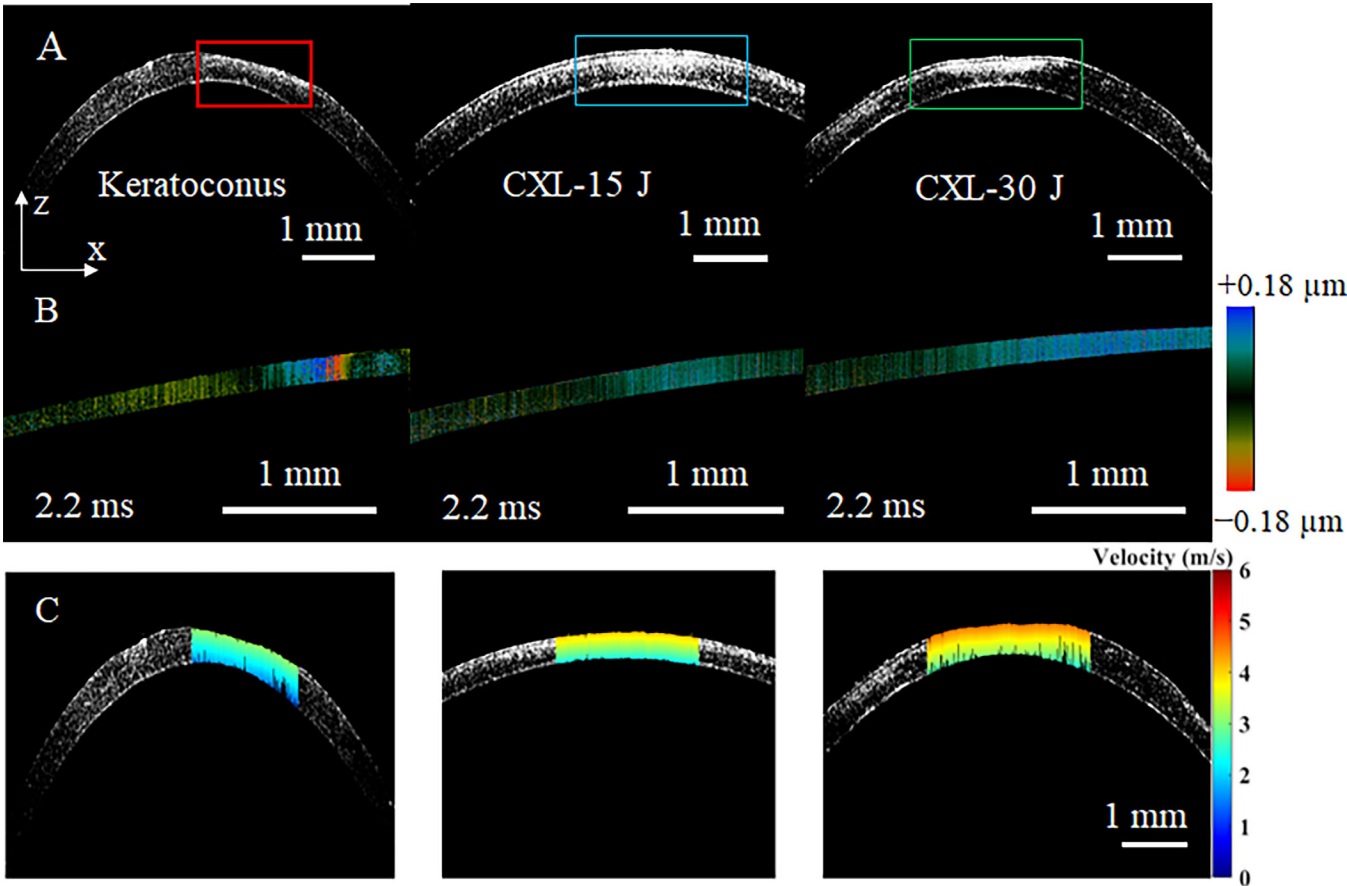 A
Keratoconus
CXL-15 J
CXL-30 J
z
x
1 mm
1 mm
1 mm
B
+0.18 µm
1 mm
1 mm
1 mm
2.2 ms
2.2 ms
2.2 ms
−0.18 µm
Velocity (m/s)
C
6
5
4
3
2
1
0
1 mm